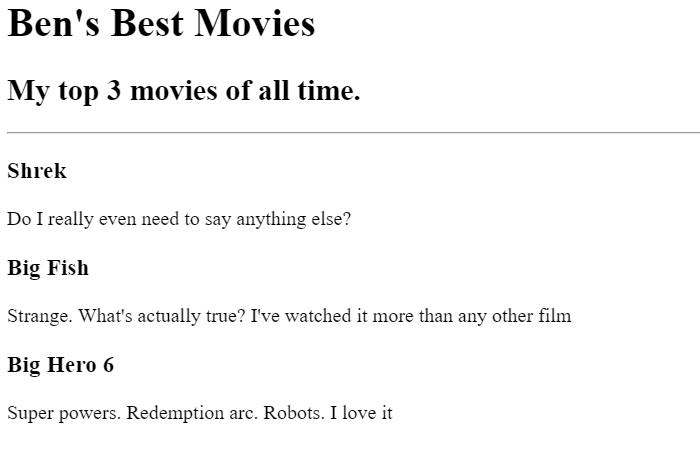 Ben's Best Movies
My top 3 movies of all time.
Shrek
Do I really even need to say anything else?
Big Fish
Strange. What's actually true? I've watched it more than any other film
Big Hero 6
Super powers. Redemption arc. Robots. I love it